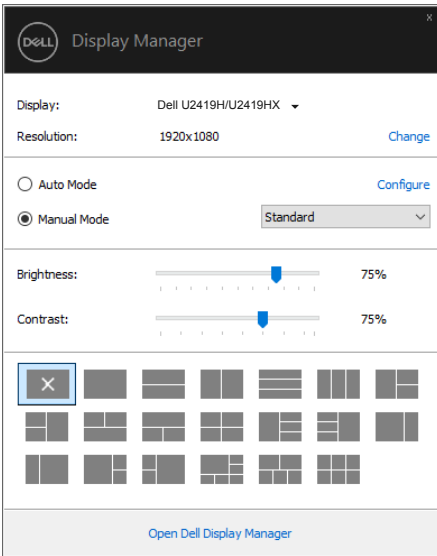 x
DELL Display Manager
Display: Dell U2419H/U2419HX
Resolution: 1920x1080 Change
Auto Mode Configure
Manual Mode Standard
Brightness: 75%
Contrast: 75%
Open Dell Display Manager